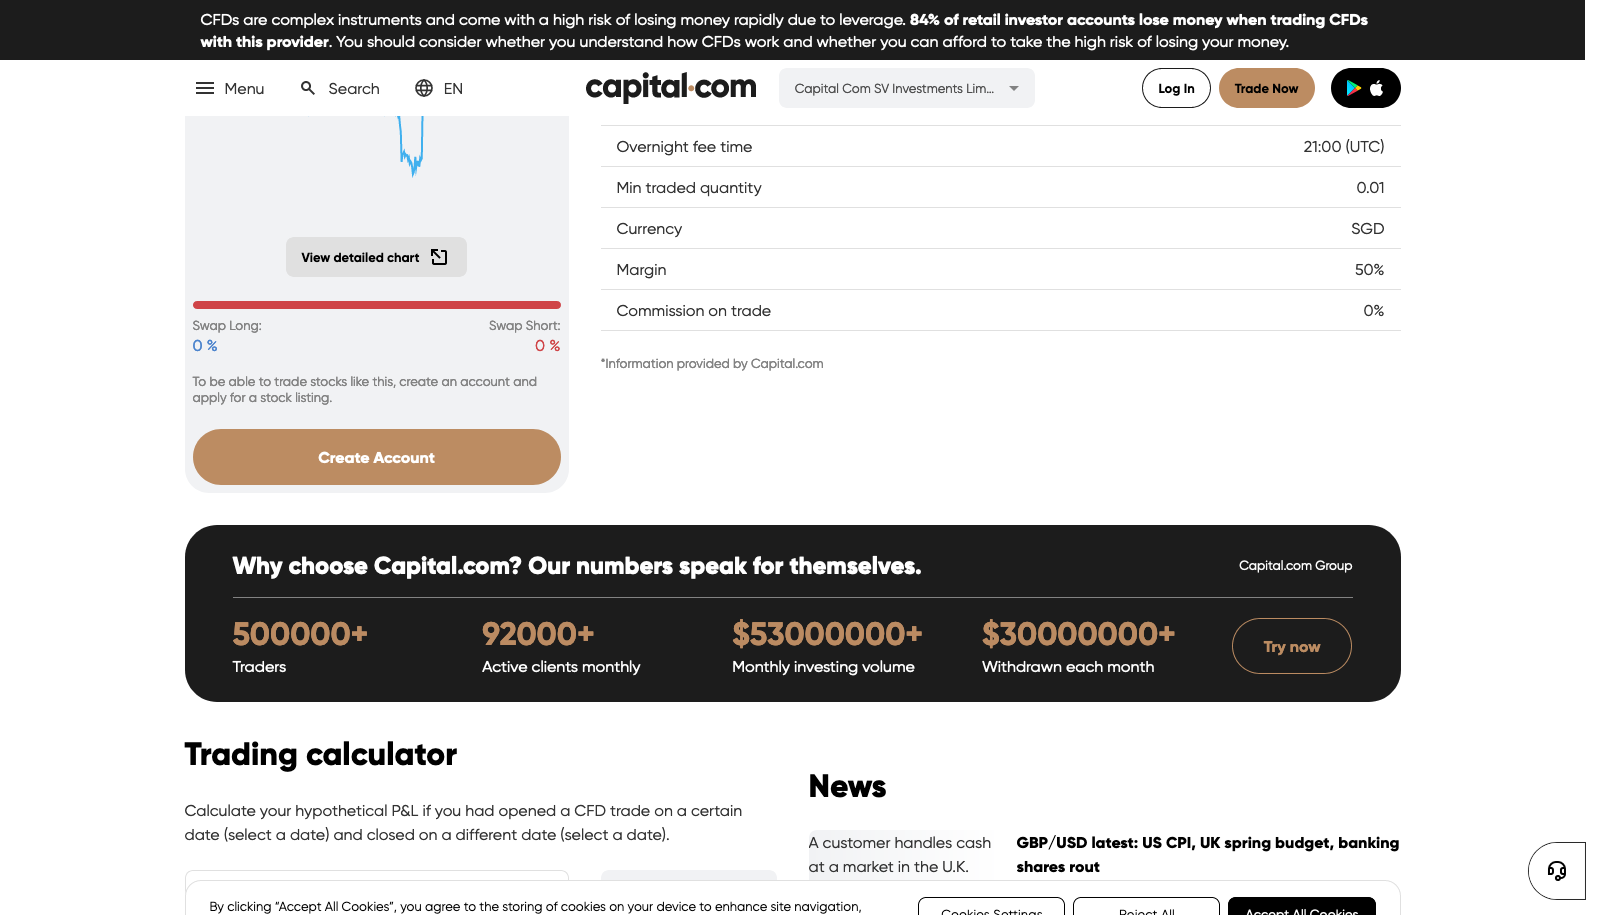 CFDs are complex instruments and come with a high risk of losing money rapidly due to leverage. 84% of retail investor accounts lose money when trading CFDs
with this provider. You should consider whether you understand how CFDs work and whether you can afford to take the high risk of losing your money.
Menu
Search
EN
capital.com
Capital Com SV Investments Lim...
Log In
Trade Now
View detailed chart
Swap Long:
Swap Short:
0 %
0 %
To be able to trade stocks like this, create an account and
apply for a stock listing.
Create Account
Overnight fee time
21:00 (UTC)
Min traded quantity
0.01
Currency
SGD
Margin
50%
Commission on trade
0%
*Information provided by Capital.com
Why choose Capital.com? Our numbers speak for themselves.
Capital.com Group
500000+
Traders
92000+
Active clients monthly
$53000000+
Monthly investing volume
$30000000+
Withdrawn each month
Try now
Trading calculator
Calculate your hypothetical P&L if you had opened a CFD trade on a certain
date (select a date) and closed on a different date (select a date).
News
A customer handles cash
at a market in the U.K.
GBP/USD latest: US CPI, UK spring budget, banking
shares rout
By clicking “Accept All Cookies”, you agree to the storing of cookies on your device to enhance site navigation,
Cookies Settings
Reject All
Accept All Cookies